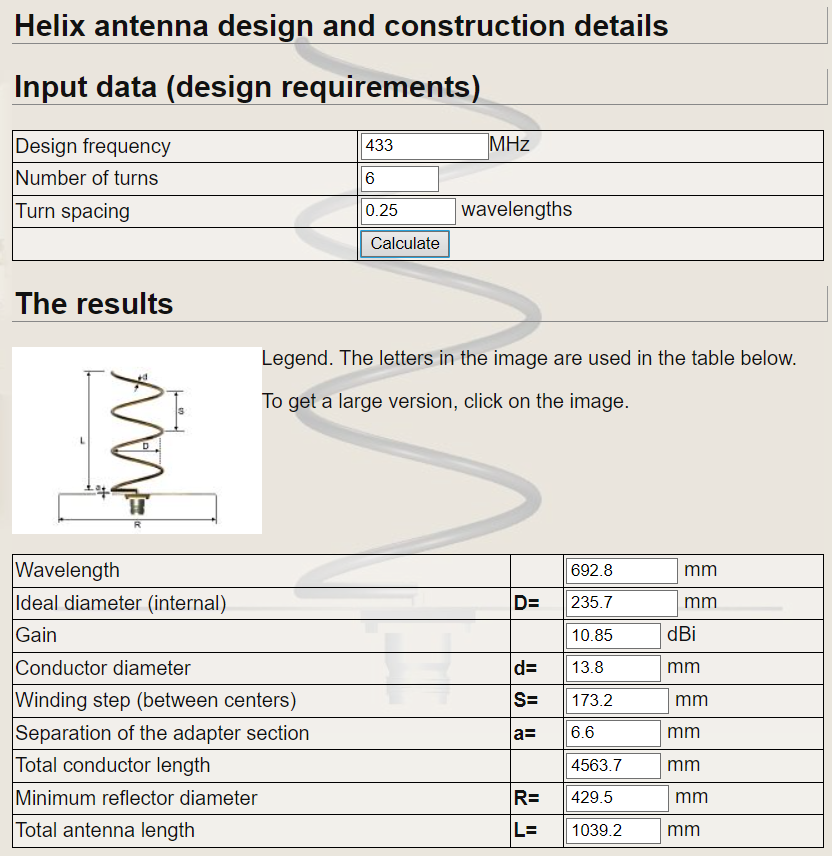 Helix antenna design and construction details
Input data (design requirements)
Design frequency 433 MHz
Number of turns 6
Turn spacing 0.25 wavelengths
Calculate
The results
Legend. The letters in the image are used in the table below.
To get a large version, click on the image.
d
S
L
D
a
R
Wavelength 692.8 mm
Ideal diameter (internal) D= 235.7 mm
Gain 10.85 dBi
Conductor diameter d= 13.8 mm
Winding step (between centers) S= 173.2 mm
Separation of the adapter section a= 6.6 mm
Total conductor length 4563.7 mm
Minimum reflector diameter R= 429.5 mm
Total antenna length L= 1039.2 mm